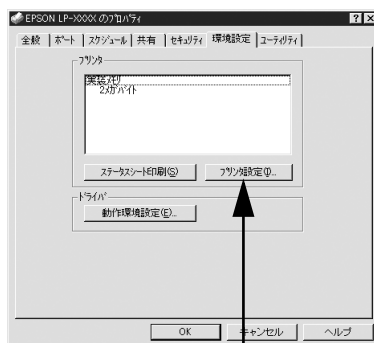 EPSON LP-XXXX のプロパティ
全般 ポート スケジュール 共有 セキュリティ 環境設定 ユーティリティ
プリンタ
実装メモリ
2メガバイト
ステータスシート印刷(S) プリンタ設定(I)...
ドライバ
動作環境設定(E)...
OK キャンセル ヘルプ